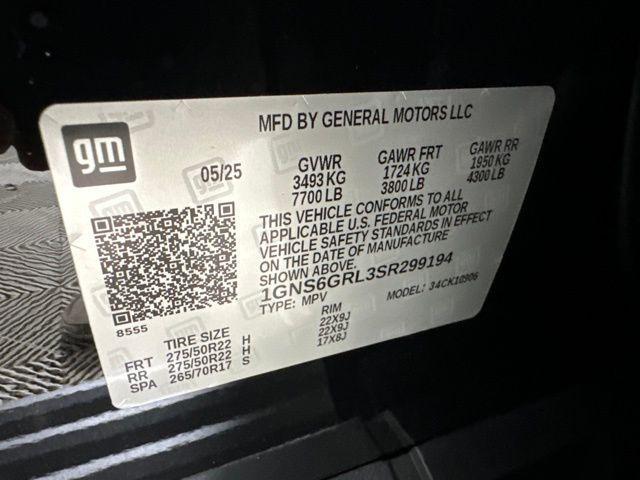 MFD BY GENERAL MOTORS LLC
gm
05/25
GVWR GAWR FRT GAWR RR
3493 KG 1724 KG 1950 KG
7700 LB 3800 LB 4300 LB
THIS VEHICLE CONFORMS TO ALL
APPLICABLE U.S. FEDERAL MOTOR
VEHICLE SAFETY STANDARDS IN EFFECT
ON THE DATE OF MANUFACTURE
SHOWN ABOVE.
1GNS6GRL3SR299194
TYPE: MPV MODEL: 34CK10906
8555
TIRE SIZE RIM
FRT 275/50R22 H 22X9J
RR 275/50R22 H 22X9J
SPA 265/70R17 S 17X8J